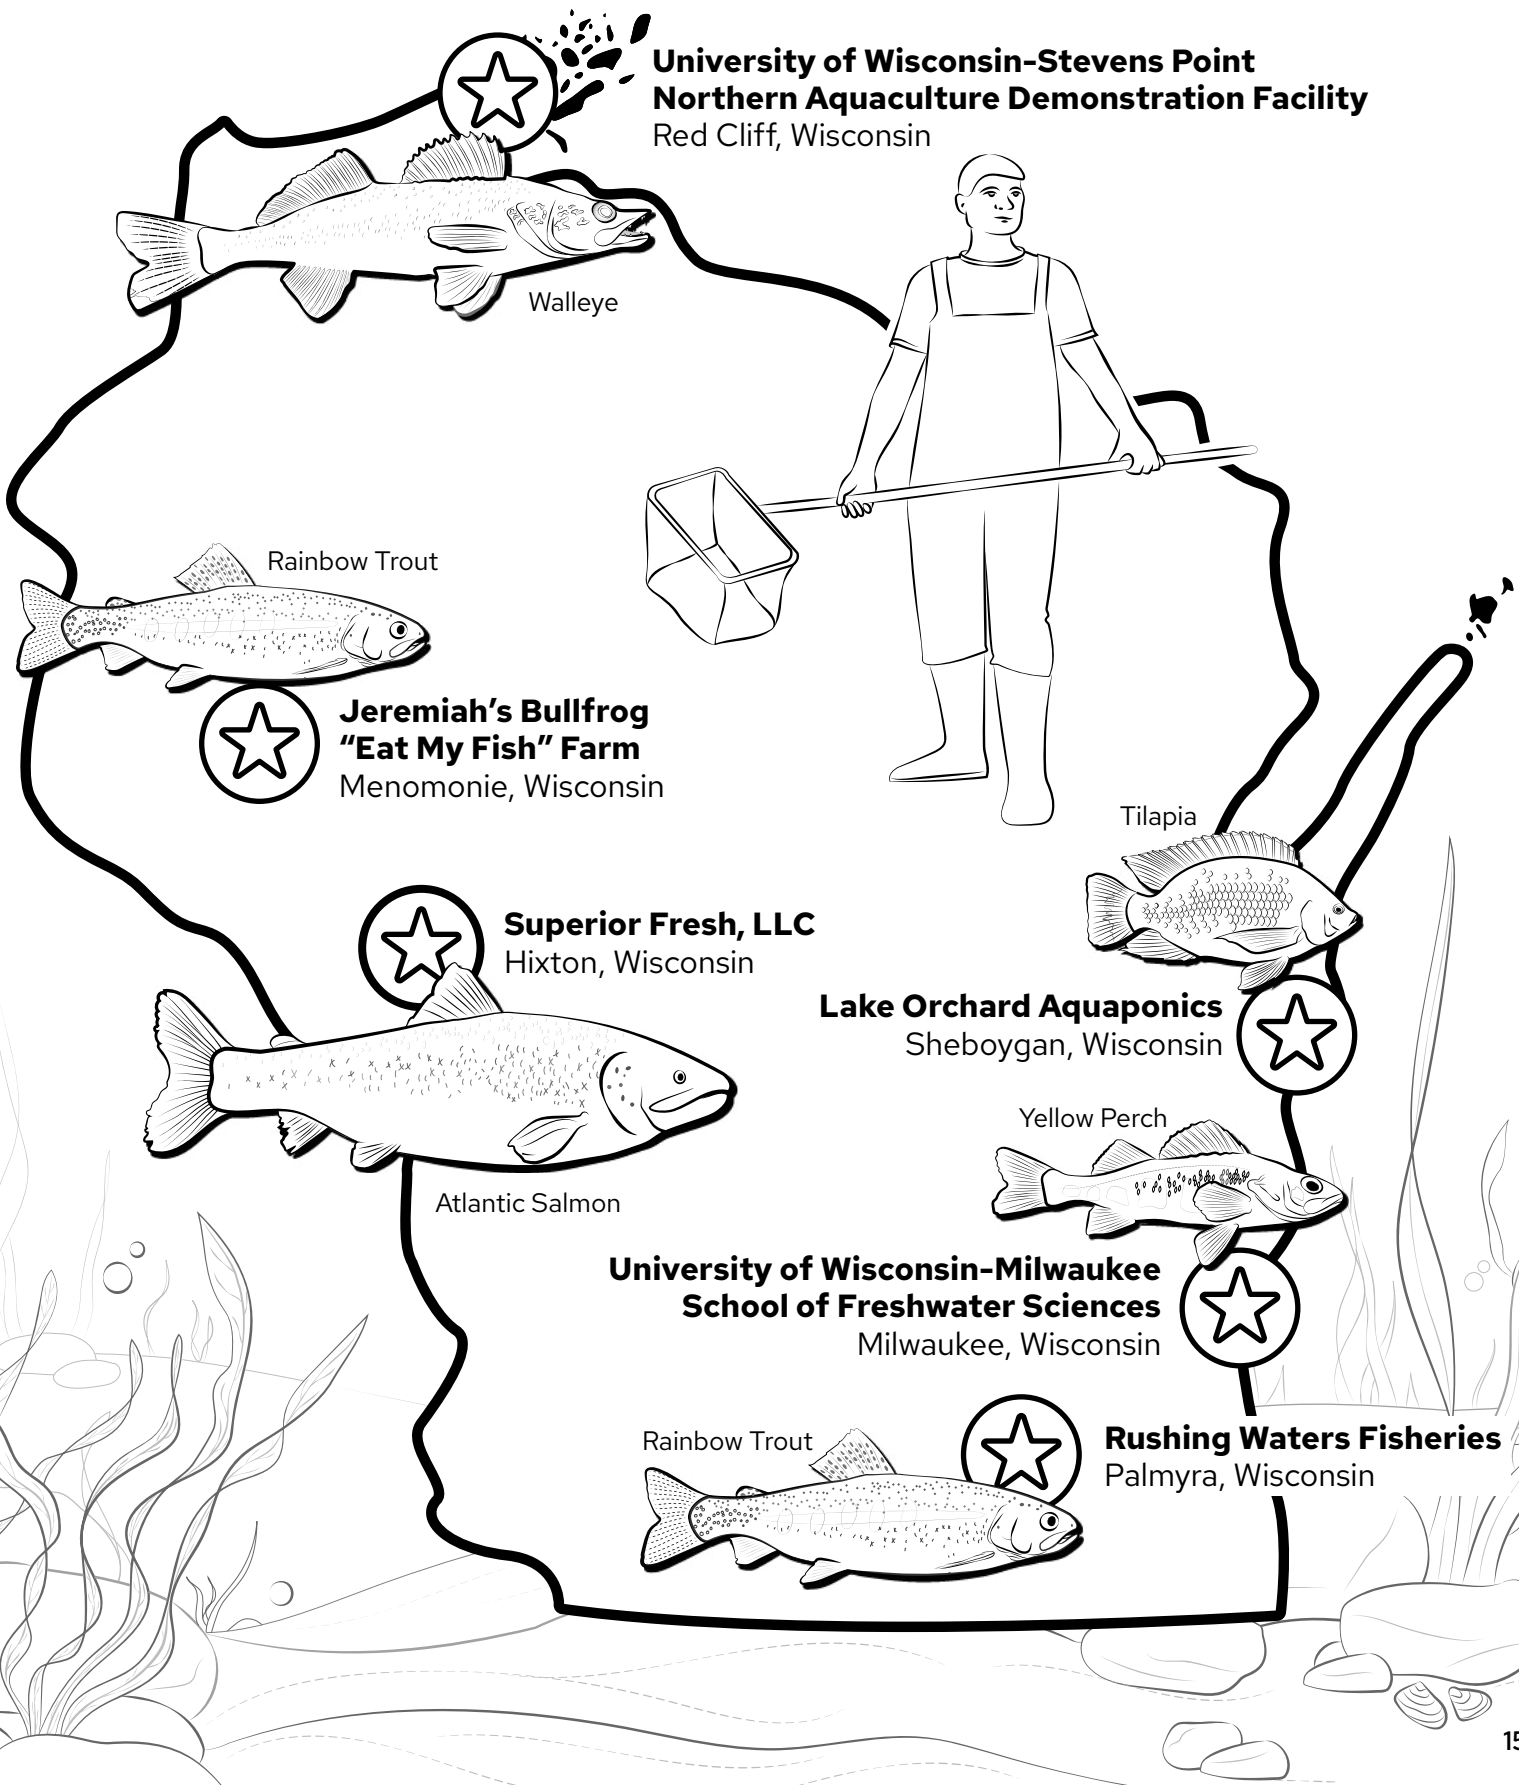 University of Wisconsin-Stevens Point
Northern Aquaculture Demonstration Facility
Red Cliff, Wisconsin
Walleye
Rainbow Trout
Jeremiah’s Bullfrog
“Eat My Fish” Farm
Menomonie, Wisconsin
Tilapia
Superior Fresh, LLC
Hixton, Wisconsin
Lake Orchard Aquaponics
Sheboygan, Wisconsin
Yellow Perch
Atlantic Salmon
University of Wisconsin-Milwaukee
School of Freshwater Sciences
Milwaukee, Wisconsin
Rainbow Trout
Rushing Waters Fisheries
Palmyra, Wisconsin
15